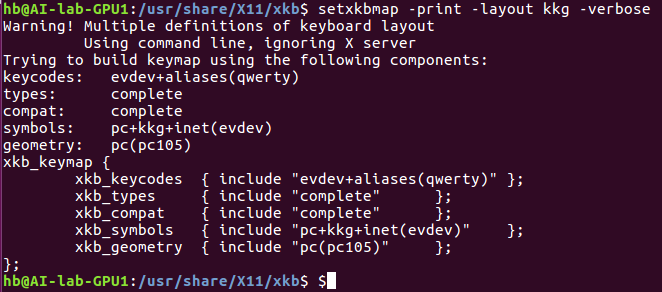 hb@AI-lab-GPU1:/usr/share/X11/xkb$ setxkbmap -print -layout kkg -verbose
Warning! Multiple definitions of keyboard layout
         Using command line, ignoring X server
Trying to build keymap using the following components:
keycodes:   evdev+aliases(qwerty)
types:      complete
compat:     complete
symbols:    pc+kkg+inet(evdev)
geometry:   pc(pc105)
xkb_keymap {
        xkb_keycodes  { include "evdev+aliases(qwerty)" };
        xkb_types     { include "complete"      };
        xkb_compat    { include "complete"      };
        xkb_symbols   { include "pc+kkg+inet(evdev)"    };
        xkb_geometry  { include "pc(pc105)"     };
};
hb@AI-lab-GPU1:/usr/share/X11/xkb$ $